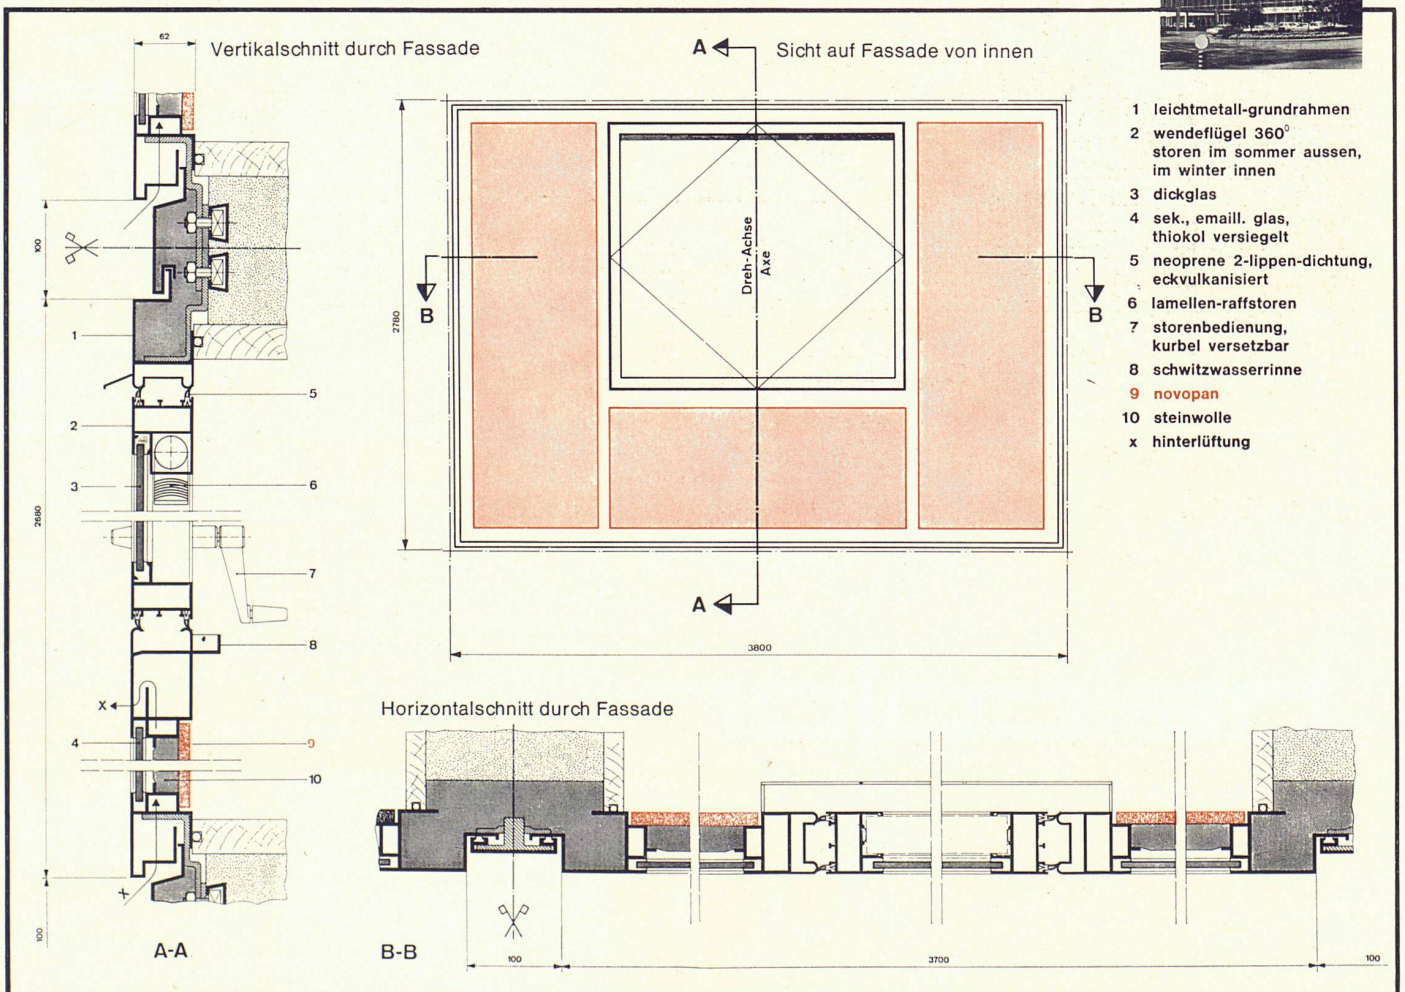 62
Vertikalschnitt durch Fassade
A
Sicht auf Fassade von innen
1 leichtmetall-grundrahmen
2 wendeflügel 360°
storen im sommer aussen,
im winter innen
3 dickglas
4 sek., emaill. glas,
thiokol versiegelt
5 neoprene 2-lippen-dichtung,
eckvulkanisiert
6 lamellen-raffstoren
7 storenbedienung,
kurbel versetzbar
8 schwitzwasserrinne
9 novopan
10 steinwolle
x hinterlüftung
100
2680
100
1
2
3
4
5
6
7
8
9
10
x
x
A-A
2780
B
Dreh-Achse
Axe
B
A
3800
Horizontalschnitt durch Fassade
B-B
100
3700
100